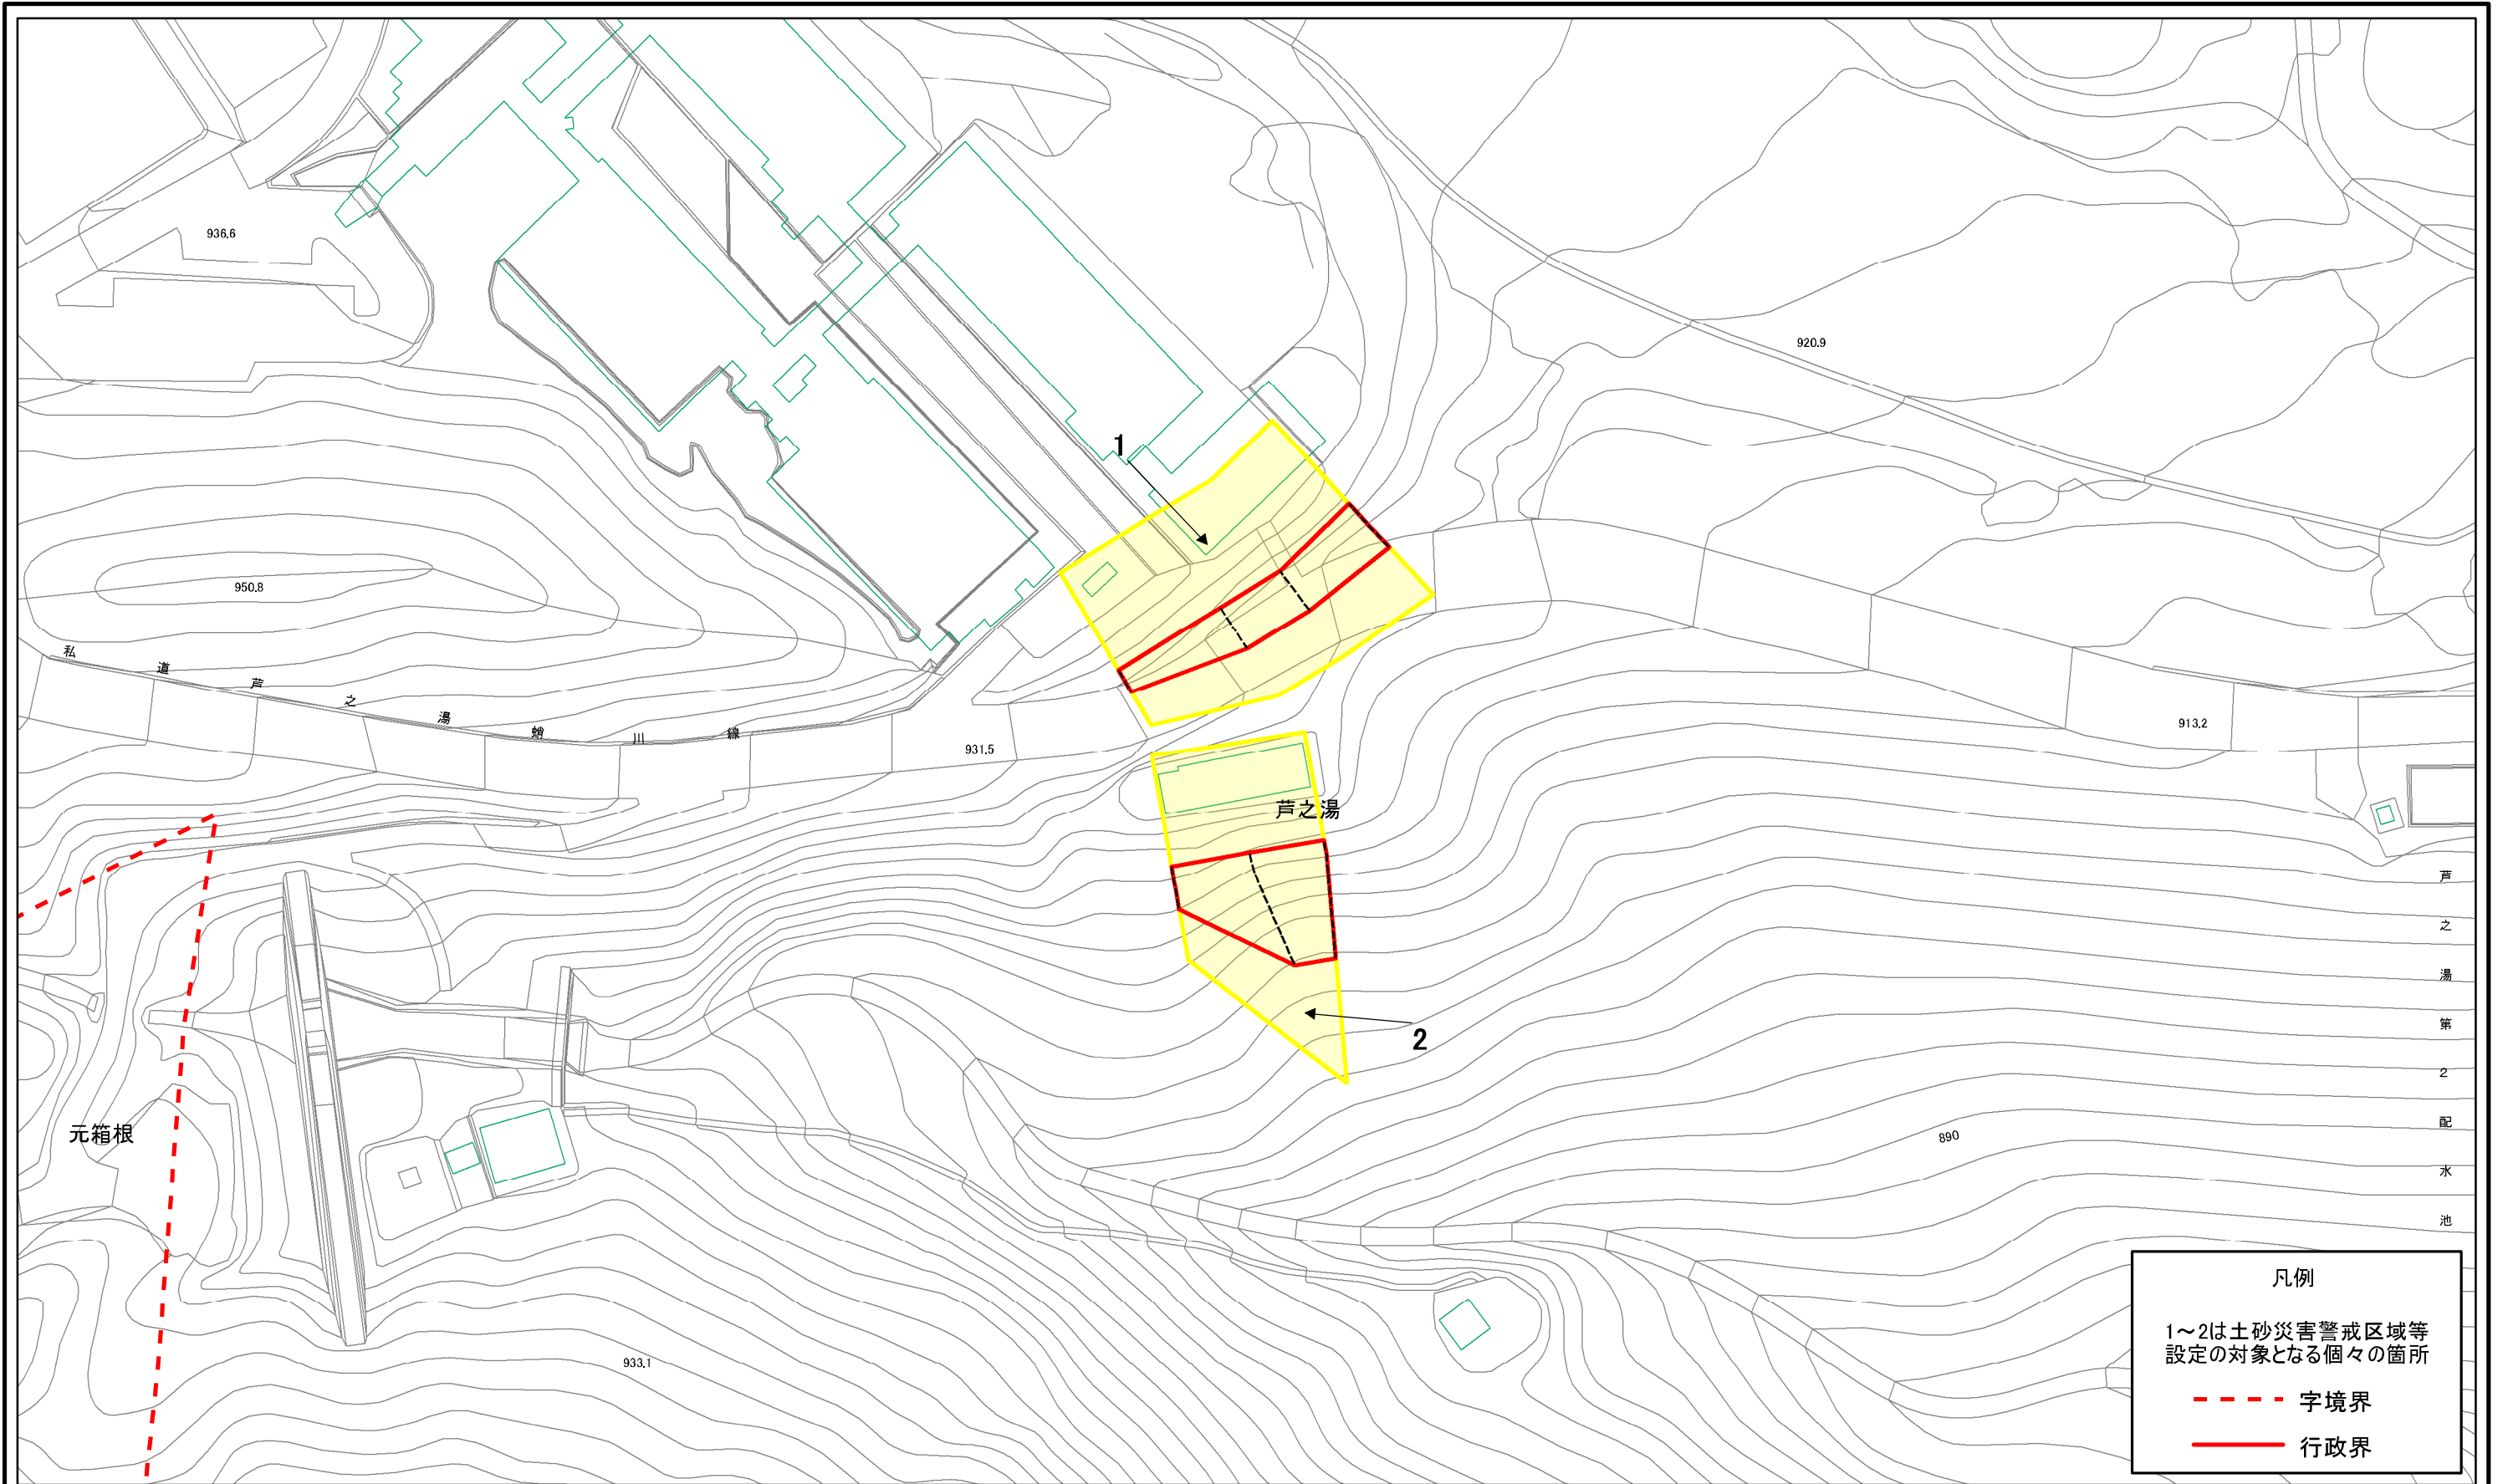 936.6
920.9
1
950.8
私道芦之湯蛸川線
931.5
913.2
芦之湯
芦之湯第2配水池
2
元箱根
890
933.1
凡例
1～2は土砂災害警戒区域等
設定の対象となる個々の箇所
字境界
行政界